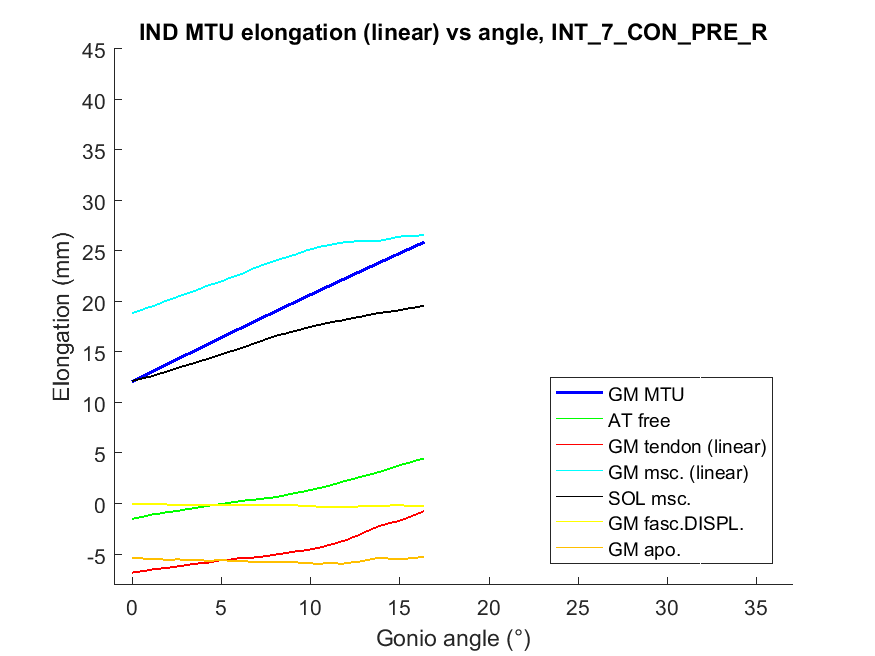 IND MTU elongation (linear) vs angle, INT_7_CON_PRE_R
45
40
35
30
25
20
15
10
5
0
-5
Elongation (mm)
0 5 10 15 20 25 30 35
Gonio angle (°)
GM MTU
AT free
GM tendon (linear)
GM msc. (linear)
SOL msc.
GM fasc.DISPL.
GM apo.